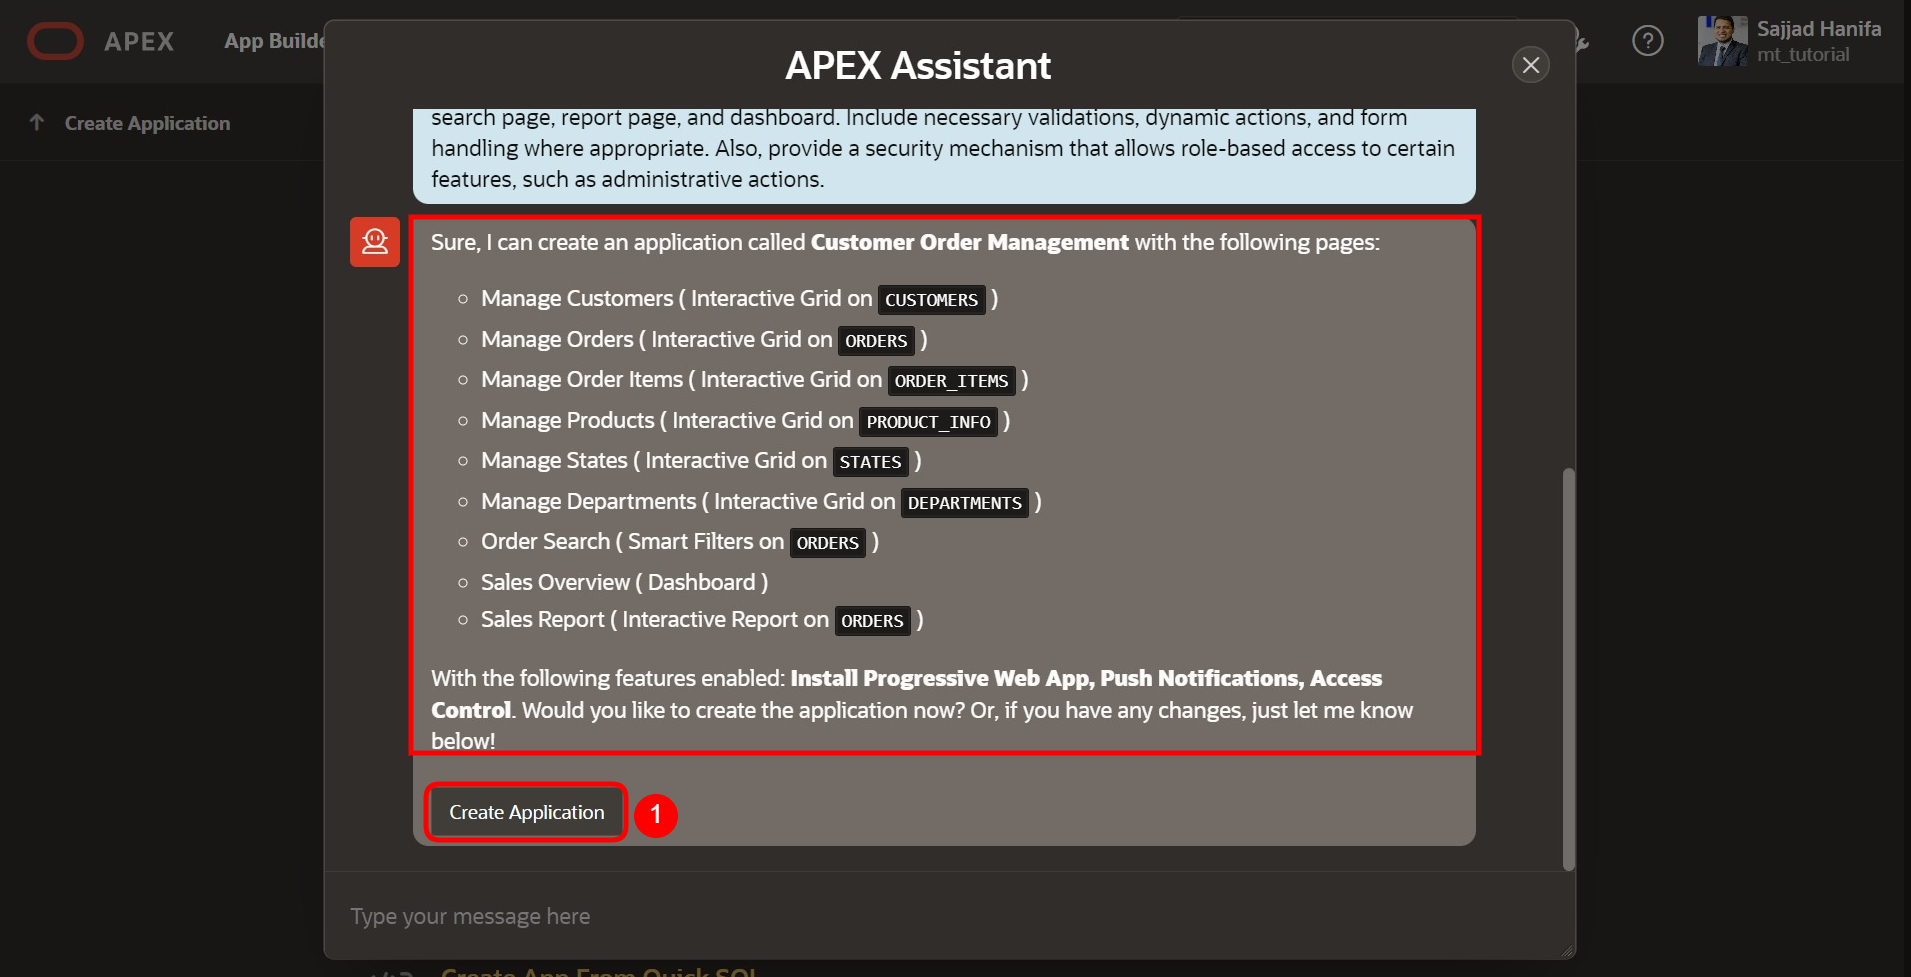 APEX
App Builde
Sajjad Hanifa
mt_tutorial
Create Application
APEX Assistant
search page, report page, and dashboard. Include necessary validations, dynamic actions, and form
handling where appropriate. Also, provide a security mechanism that allows role-based access to certain
features, such as administrative actions.
Sure, I can create an application called Customer Order Management with the following pages:
Manage Customers ( Interactive Grid on CUSTOMERS )
Manage Orders ( Interactive Grid on ORDERS )
Manage Order Items ( Interactive Grid on ORDER_ITEMS )
Manage Products ( Interactive Grid on PRODUCT_INFO )
Manage States ( Interactive Grid on STATES )
Manage Departments ( Interactive Grid on DEPARTMENTS )
Order Search ( Smart Filters on ORDERS )
Sales Overview ( Dashboard )
Sales Report ( Interactive Report on ORDERS )
With the following features enabled: Install Progressive Web App, Push Notifications, Access
Control. Would you like to create the application now? Or, if you have any changes, just let me know
below!
Create Application
1
Type your message here
Create App From Quick SQL